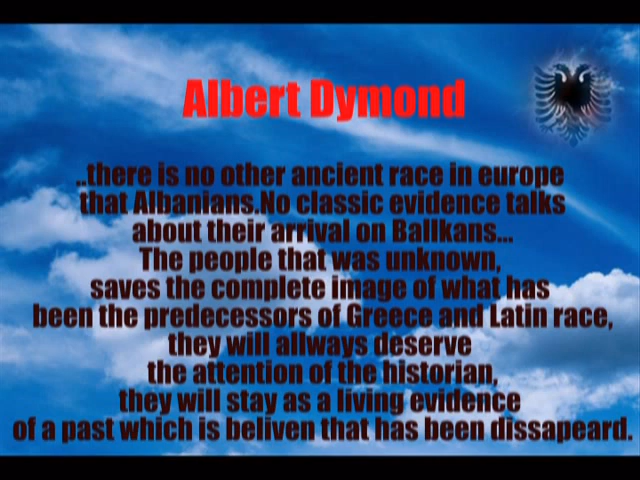 Albert Dymond
..there is no other ancient race in europe
that Albanians.No classic evidence talks
about their arrival on Ballkans...
The people that was unknown,
saves the complete image of what has
been the predecessors of Greece and Latin race,
they will allways deserve
the attention of the historian,
they will stay as a living evidence
of a past which is beliven that has been dissapeard.